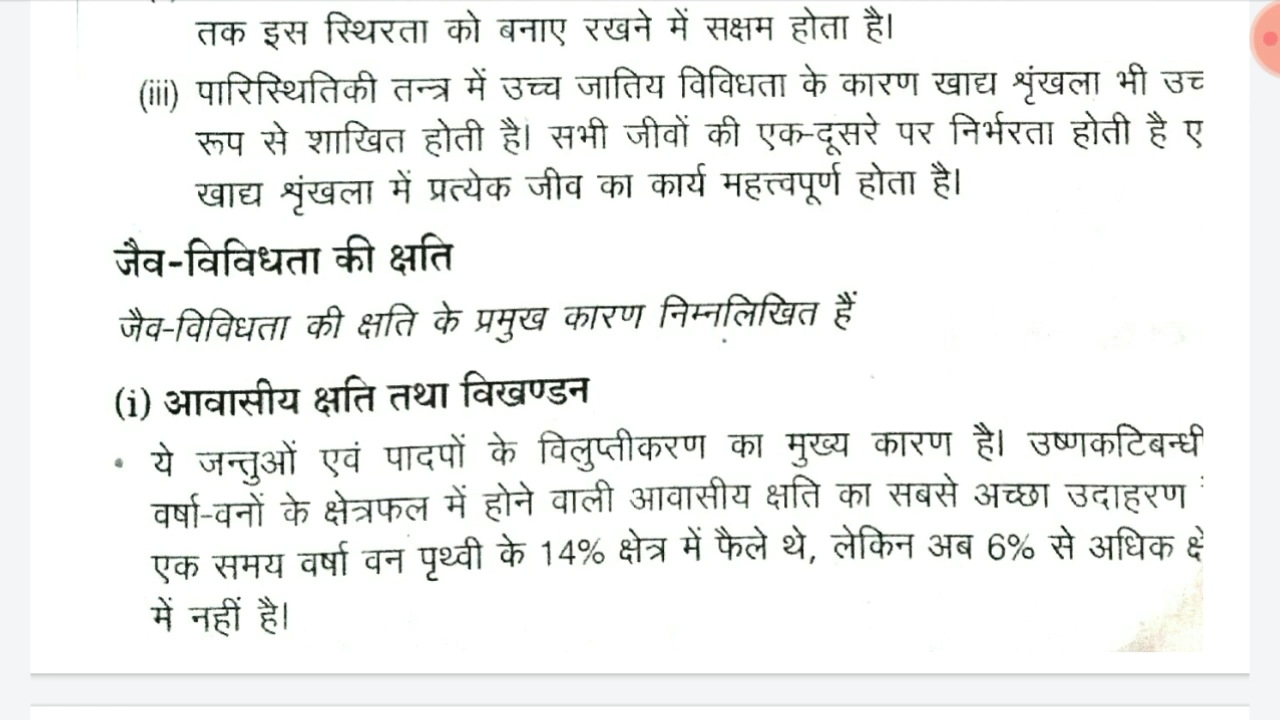 तक इस स्थिरता को बनाए रखने में सक्षम होता है।
(iii) पारिस्थितिकी तन्त्र में उच्च जातिय विविधता के कारण खाद्य शृंखला भी उच्
रूप से शाखित होती है। सभी जीवों की एक-दूसरे पर निर्भरता होती है ए
खाद्य शृंखला में प्रत्येक जीव का कार्य महत्त्वपूर्ण होता है।
जैव-विविधता की क्षति
जैव-विविधता की क्षति के प्रमुख कारण निम्नलिखित हैं
(i) आवासीय क्षति तथा विखण्डन
• ये जन्तुओं एवं पादपों के विलुप्तीकरण का मुख्य कारण है। उष्णकटिबन्धी
वर्षा-वनों के क्षेत्रफल में होने वाली आवासीय क्षति का सबसे अच्छा उदाहरण
एक समय वर्षा वन पृथ्वी के 14% क्षेत्र में फैले थे, लेकिन अब 6% से अधिक क्षे
में नहीं है।